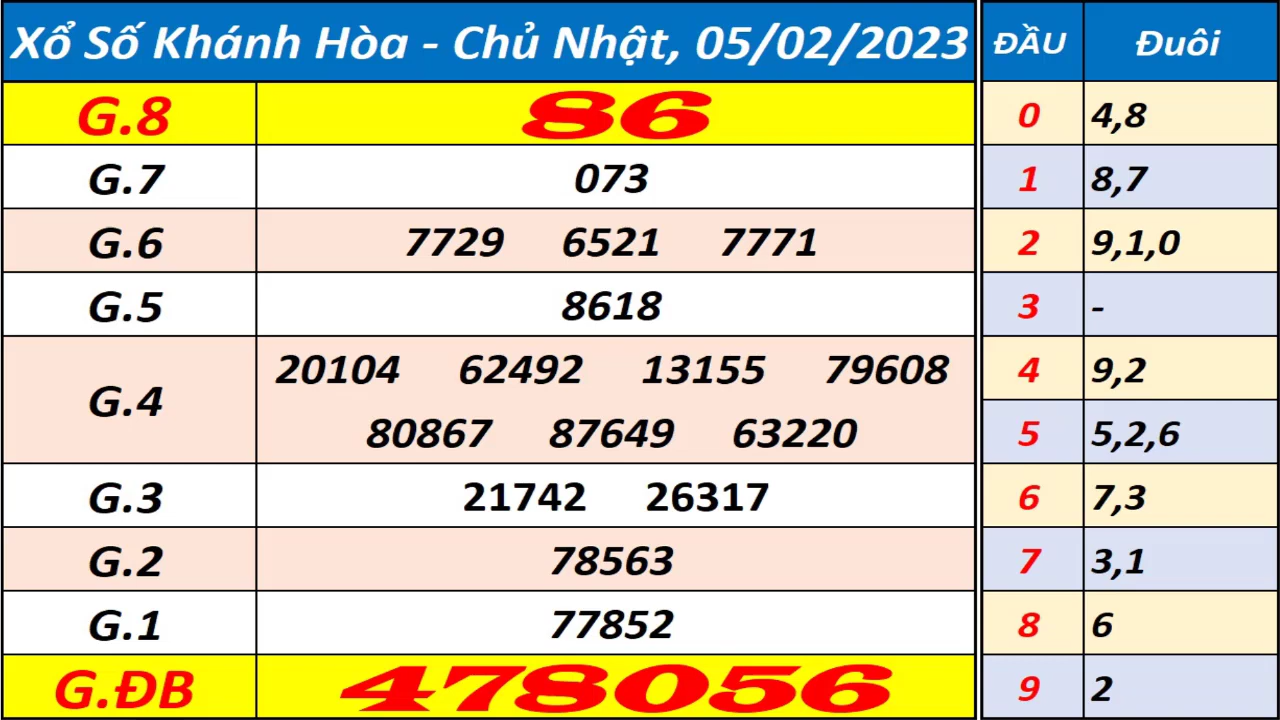 Xổ Số Khánh Hòa - Chủ Nhật, 05/02/2023
G.8 86
G.7 073
G.6 7729 6521 7771
G.5 8618
G.4 20104 62492 13155 79608
80867 87649 63220
G.3 21742 26317
G.2 78563
G.1 77852
G.ĐB 478056
ĐẦU Đuôi
0 4,8
1 8,7
2 9,1,0
3 -
4 9,2
5 5,2,6
6 7,3
7 3,1
8 6
9 2